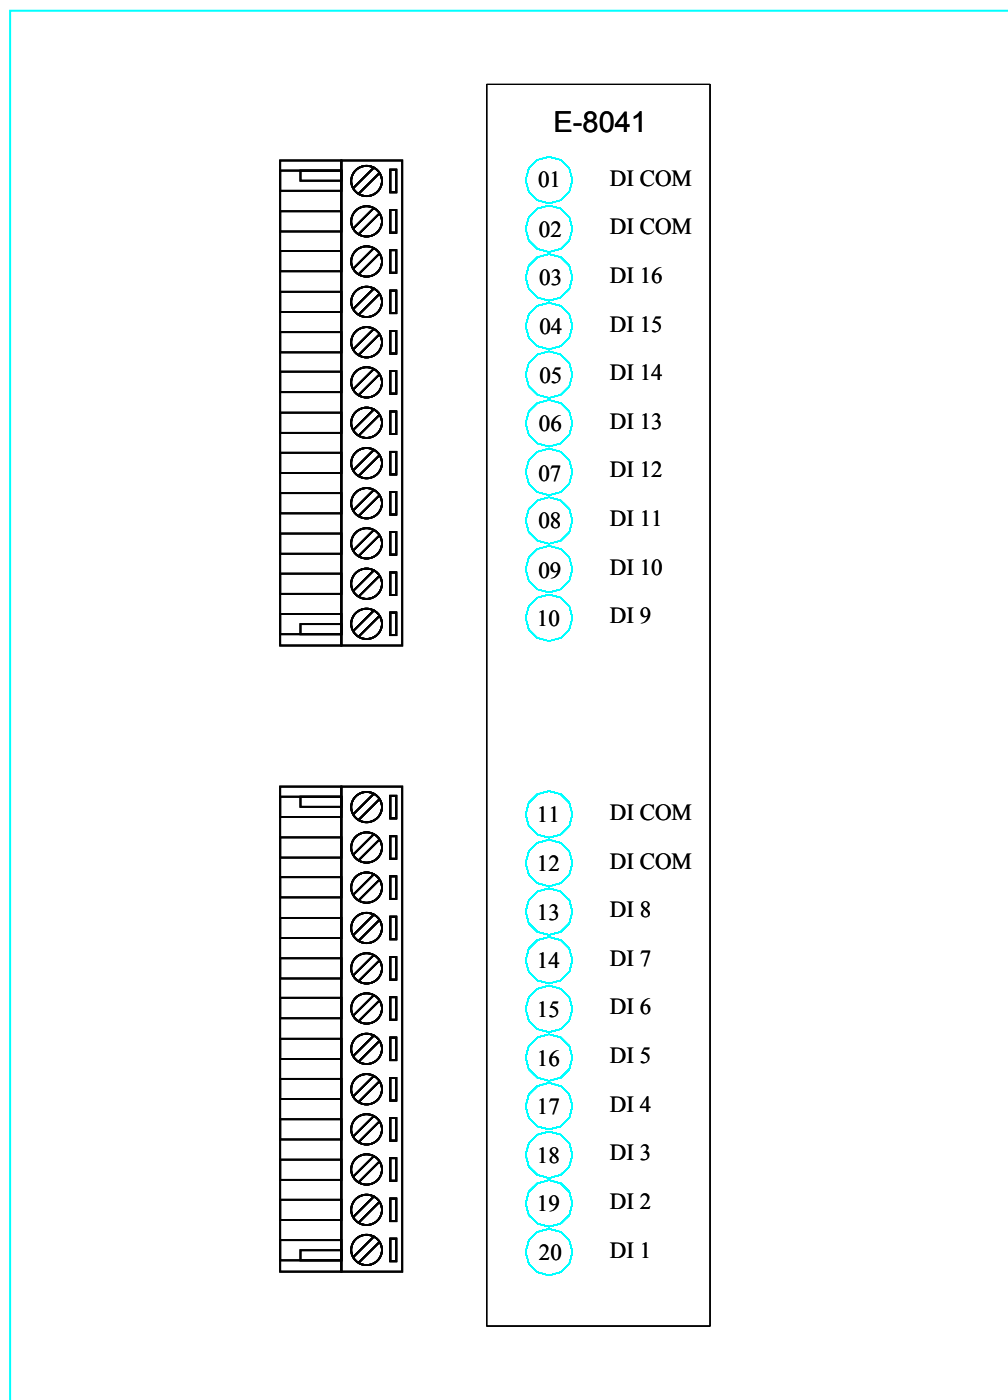 E-8041
01 DI COM
02 DI COM
03 DI 16
04 DI 15
05 DI 14
06 DI 13
07 DI 12
08 DI 11
09 DI 10
10 DI 9
11 DI COM
12 DI COM
13 DI 8
14 DI 7
15 DI 6
16 DI 5
17 DI 4
18 DI 3
19 DI 2
20 DI 1